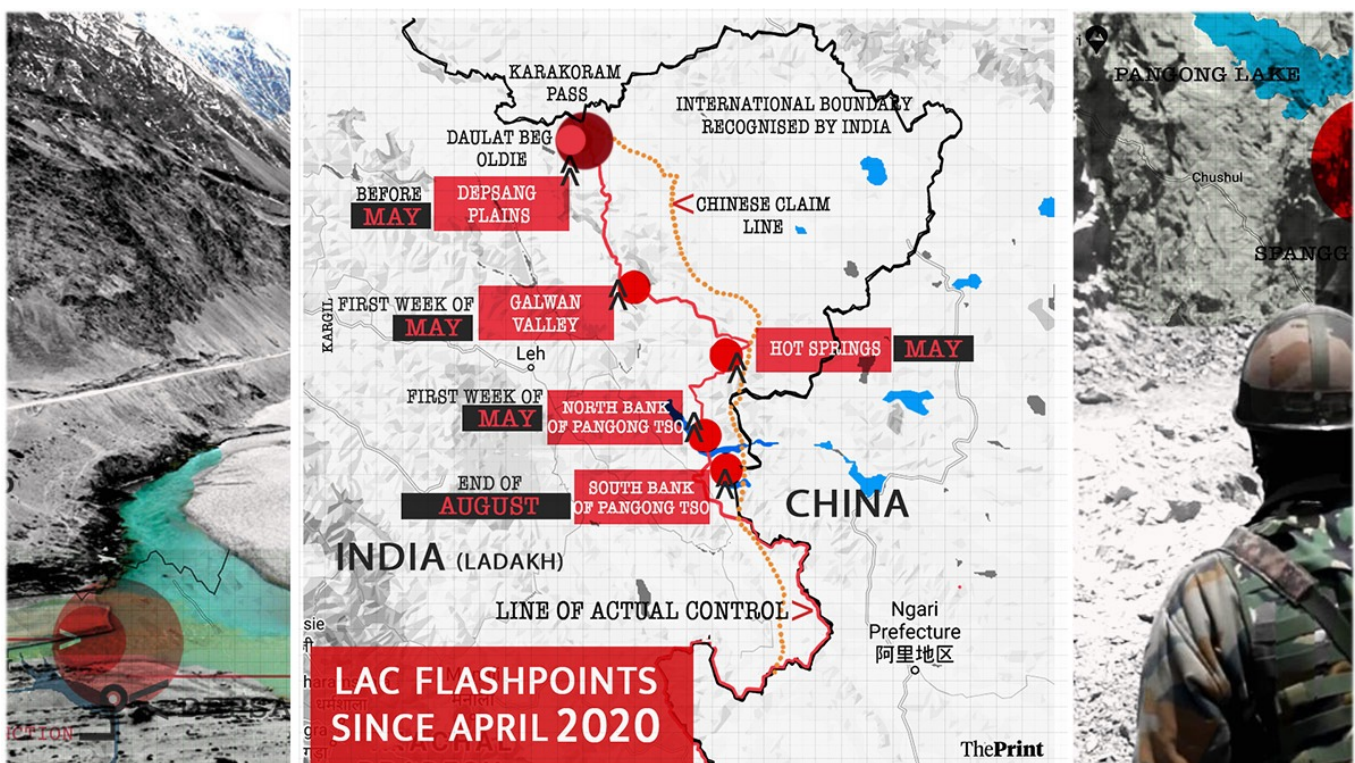 KARAKORAM
PASS
INTERNATIONAL BOUNDARY
RECOGNISED BY INDIA
DAULAT BEG
OLDIE
BEFORE
MAY
DEPSANG
PLAINS
CHINESE CLAIM
LINE
KARGIL
FIRST WEEK OF
MAY
GALWAN
VALLEY
Leh
HOT SPRINGS
MAY
FIRST WEEK OF
MAY
NORTH BANK
OF PANGONG TSO
END OF
AUGUST
SOUTH BANK
OF PANGONG TSO
CHINA
INDIA (LADAKH)
LINE OF ACTUAL CONTROL
Ngari
Prefecture
阿里地区
LAC FLASHPOINTS
SINCE APRIL 2020
ThePrint
PANGONG LAKE
Chushul
SPANGG